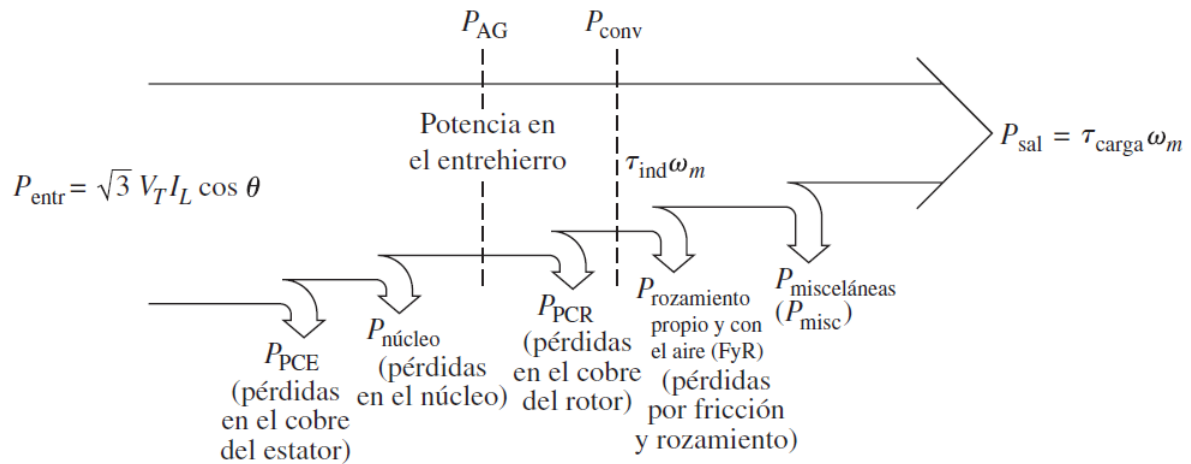 P_AG
P_conv
Potencia en
el entrehierro
P_entr = √3 V_T I_L cos θ
τ_ind ω_m
P_sal = τ_carga ω_m
P_PCE
(pérdidas
en el cobre
del estator)
P_núcleo
(pérdidas
en el núcleo)
P_PCR
(pérdidas
en el cobre
del rotor)
P_rozamiento
propio y con
el aire (FyR)
(pérdidas
por fricción
y rozamiento)
P_misceláneas
(P_misc)